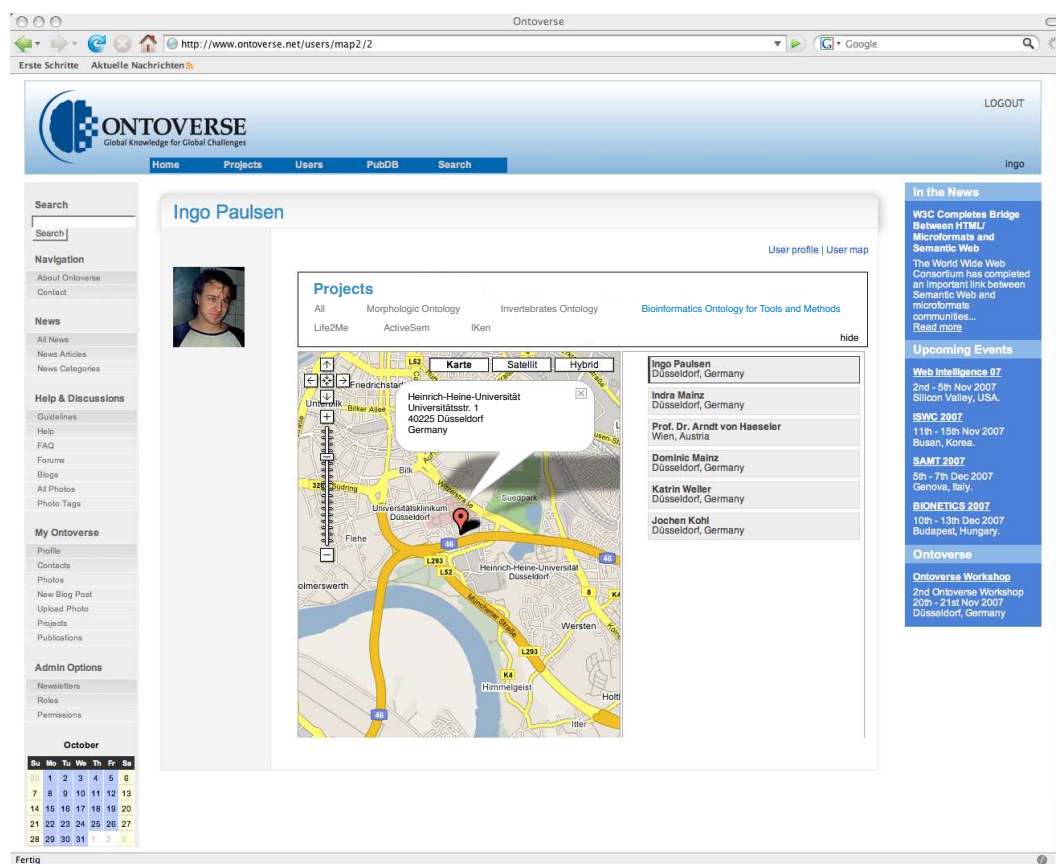 Ontoverse
http://www.ontoverse.net/users/map2/2
G Google
Erste Schritte Aktuelle Nachrichten
LOGOUT
ONTOVERSE
Global Knowledge for Global Challenges
Home Projects Users PubDB Search
ingo
Search
Search
Navigation
About Ontoverse
Contact
News
All News
News Articles
News Categories
Help & Discussions
Guidelines
Help
FAQ
Forums
Blogs
All Photos
Photo Tags
My Ontoverse
Profile
Contacts
Photos
New Blog Post
Upload Photo
Projects
Publications
Admin Options
Newsletters
Roles
Permissions
October
Su Mo Tu We Th Fr Sa
30 1 2 3 4 5 6
7 8 9 10 11 12 13
14 15 16 17 18 19 20
21 22 23 24 25 26 27
28 29 30 31 1 2 3
Ingo Paulsen
User profile | User map
Projects
All Morphologic Ontology Invertebrates Ontology Bioinformatics Ontology for Tools and Methods
Life2Me ActiveSem IKen
hide
L52
Karte Satellit Hybrid
Friedrichstadt
Unterbilk
Bilker Allee
Heinrich-Heine-Universität
Universitätsstr. 1
40225 Düsseldorf
Germany
Bilk
326
Südring
Witzelstraße
Suedpark
Universitätsklinikum
Düsseldorf
Flehe
46
46
L293
L52
Heinrich-Heine-Universität
Düsseldorf
olmerswerth
8
K4
Münchener Straße
Wersten
L293
K4
Himmelgeist
Holt
46
Itter
Ingo Paulsen
Düsseldorf, Germany
Indra Mainz
Düsseldorf, Germany
Prof. Dr. Arndt von Haeseler
Wien, Austria
Dominic Mainz
Düsseldorf, Germany
Katrin Weller
Düsseldorf, Germany
Jochen Kohl
Düsseldorf, Germany
In the News
W3C Completes Bridge
Between HTML/
Microformats and
Semantic Web
The World Wide Web
Consortium has completed
an important link between
Semantic Web and
microformats
communities...
Read more
Upcoming Events
Web Intelligence 07
2nd - 5th Nov 2007
Silicon Valley, USA.
ISWC 2007
11th - 15th Nov 2007
Busan, Korea.
SAMT 2007
5th - 7th Dec 2007
Genova, Italy.
BIONETICS 2007
10th - 13th Dec 2007
Budapest, Hungary.
Ontoverse
Ontoverse Workshop
2nd Ontoverse Workshop
20th - 21st Nov 2007
Düsseldorf, Germany
Fertig